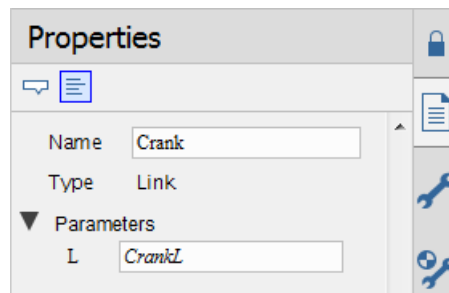 Properties
Name Crank
Type Link
Parameters
L CrankL